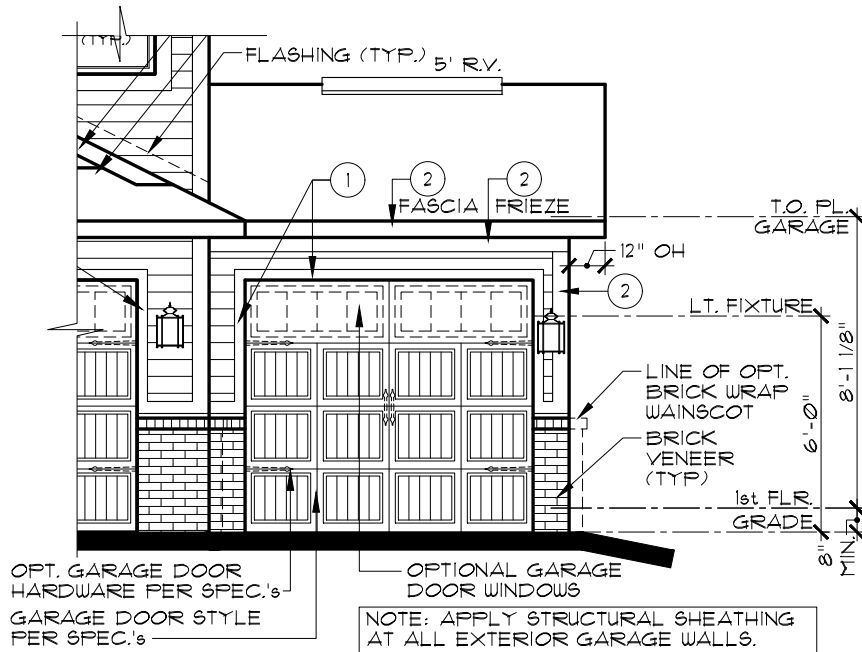 (TYP.)
FLASHING (TYP.)
5' R.V.
1
2
2
FASCIA
FRIEZE
T.O. PL.
GARAGE
12" OH
2
LT. FIXTURE
8'-1 1/8"
6'-0"
LINE OF OPT.
BRICK WRAP
WAINSCOT
BRICK
VENEER
(TYP)
1st FLR.
GRADE
8"
MIN.
OPT. GARAGE DOOR
HARDWARE PER SPEC.'s
GARAGE DOOR STYLE
PER SPEC.'s
OPTIONAL GARAGE
DOOR WINDOWS
NOTE: APPLY STRUCTURAL SHEATHING
AT ALL EXTERIOR GARAGE WALLS.